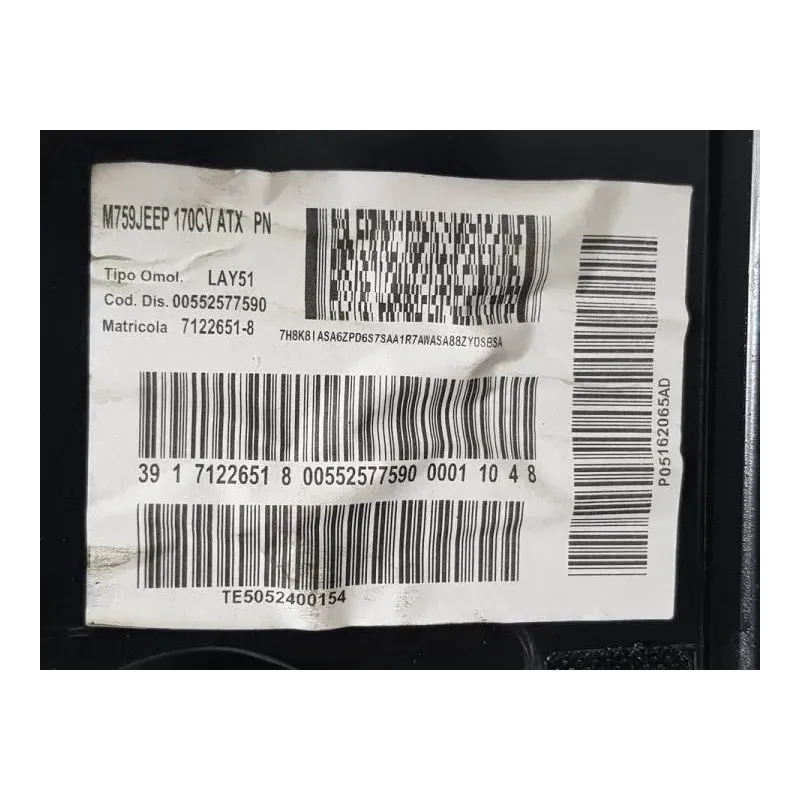 M759JEEP 170CV ATX PN
Tipo Omol. LAY51
Cod. Dis. 00552577590
Matricola 7122651-8
7H8K8IASA6ZPD6S7SAA1R7AWASA88ZYDSBSA
39 1 7122651 8 00552577590 0001 10 4 8
TE5052400154
P05162065AD